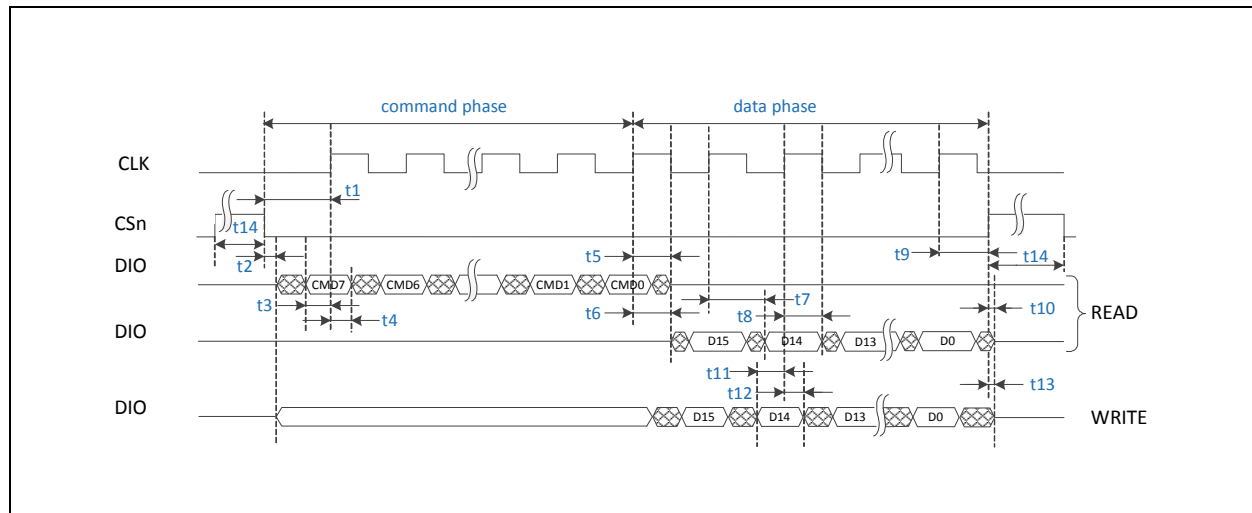 command phase data phase
CLK
t1
CSn
t14
t5 t9 t14
DIO
t2
CMD7 CMD6 CMD1 CMD0
t3 t7
t4 t6 t8 t10 READ
DIO
D15 D14 D13 D0
t11
t12 t13
DIO
D15 D14 D13 D0
WRITE